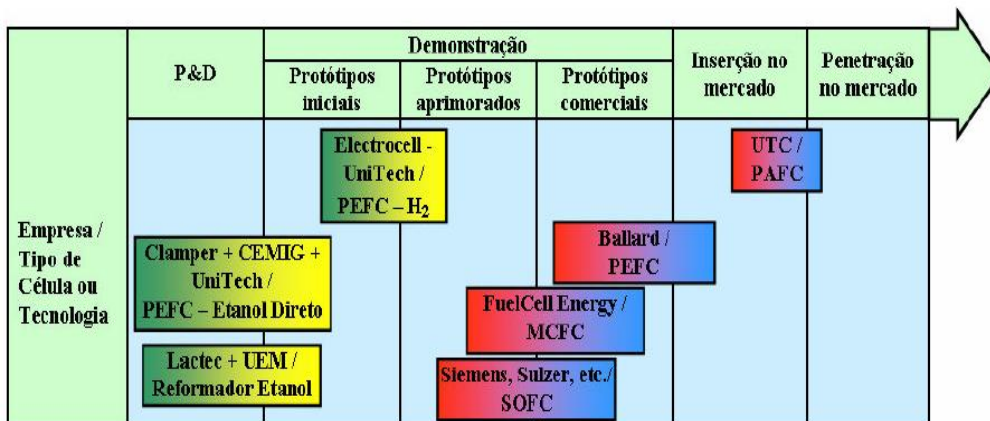 P&D
Demonstração
Protótipos
iniciais
Protótipos
aprimorados
Protótipos
comerciais
Inserção no
mercado
Penetração
no mercado
Empresa /
Tipo de
Célula ou
Tecnologia
Electrocell -
UniTech /
PEFC – H₂
UTC /
PAFC
Clamper + CEMIG +
UniTech /
PEFC – Etanol Direto
Ballard /
PEFC
FuelCell Energy /
MCFC
Lactec + UEM /
Reformador Etanol
Siemens, Sulzer, etc./
SOFC